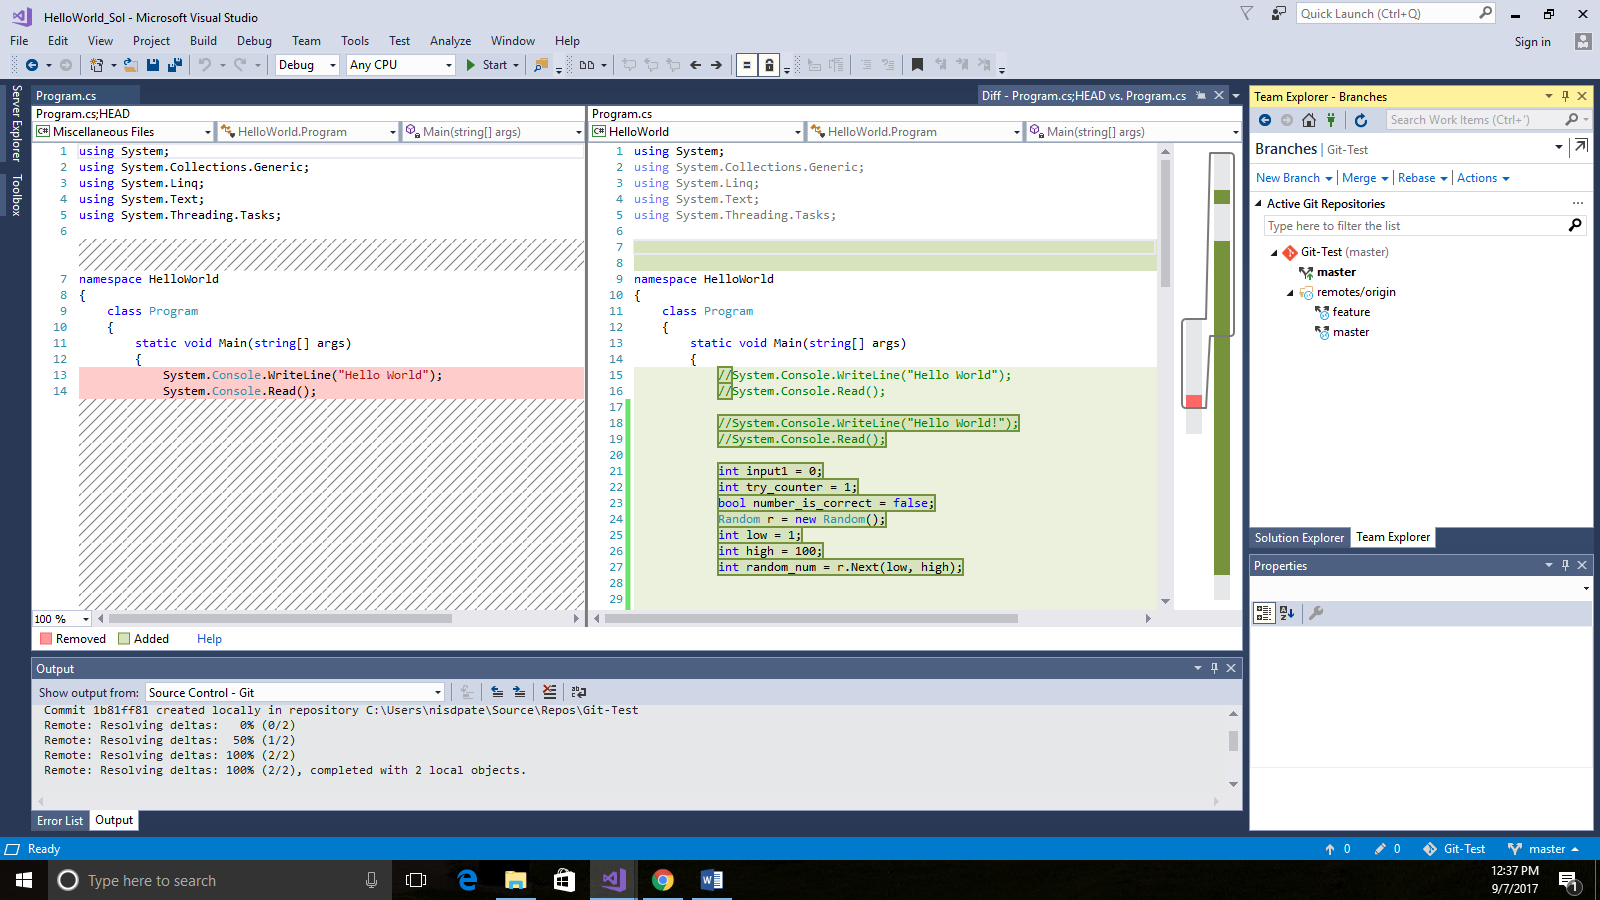 HelloWorld_Sol - Microsoft Visual Studio
Quick Launch (Ctrl+Q)
File Edit View Project Build Debug Team Tools Test Analyze Window Help
Sign in
Debug Any CPU Start
Server Explorer
Toolbox
Program.cs
Diff - Program.cs;HEAD vs. Program.cs
Program.cs;HEAD
Miscellaneous Files HelloWorld.Program Main(string[] args)
1 using System;
2 using System.Collections.Generic;
3 using System.Linq;
4 using System.Text;
5 using System.Threading.Tasks;
6
7 namespace HelloWorld
8 {
9 class Program
10 {
11 static void Main(string[] args)
12 {
13 System.Console.WriteLine("Hello World");
14 System.Console.Read();
100 %
Program.cs
HelloWorld HelloWorld.Program Main(string[] args)
1 using System;
2 using System.Collections.Generic;
3 using System.Linq;
4 using System.Text;
5 using System.Threading.Tasks;
6
7
8
9 namespace HelloWorld
10 {
11 class Program
12 {
13 static void Main(string[] args)
14 {
15 //System.Console.WriteLine("Hello World");
16 //System.Console.Read();
17
18 //System.Console.WriteLine("Hello World!");
19 //System.Console.Read();
20
21 int input1 = 0;
22 int try_counter = 1;
23 bool number_is_correct = false;
24 Random r = new Random();
25 int low = 1;
26 int high = 100;
27 int random_num = r.Next(low, high);
28
29
Removed Added Help
Output
Show output from: Source Control - Git
Commit 1b81ff81 created locally in repository C:\Users\nisdpate\Source\Repos\Git-Test
Remote: Resolving deltas: 0% (0/2)
Remote: Resolving deltas: 50% (1/2)
Remote: Resolving deltas: 100% (2/2)
Remote: Resolving deltas: 100% (2/2), completed with 2 local objects.
Error List Output
Team Explorer - Branches
Search Work Items (Ctrl+')
Branches | Git-Test
New Branch Merge Rebase Actions
Active Git Repositories
Type here to filter the list
Git-Test (master)
master
remotes/origin
feature
master
Solution Explorer Team Explorer
Properties
Ready
0 0 Git-Test master
Type here to search
12:37 PM
9/7/2017
1